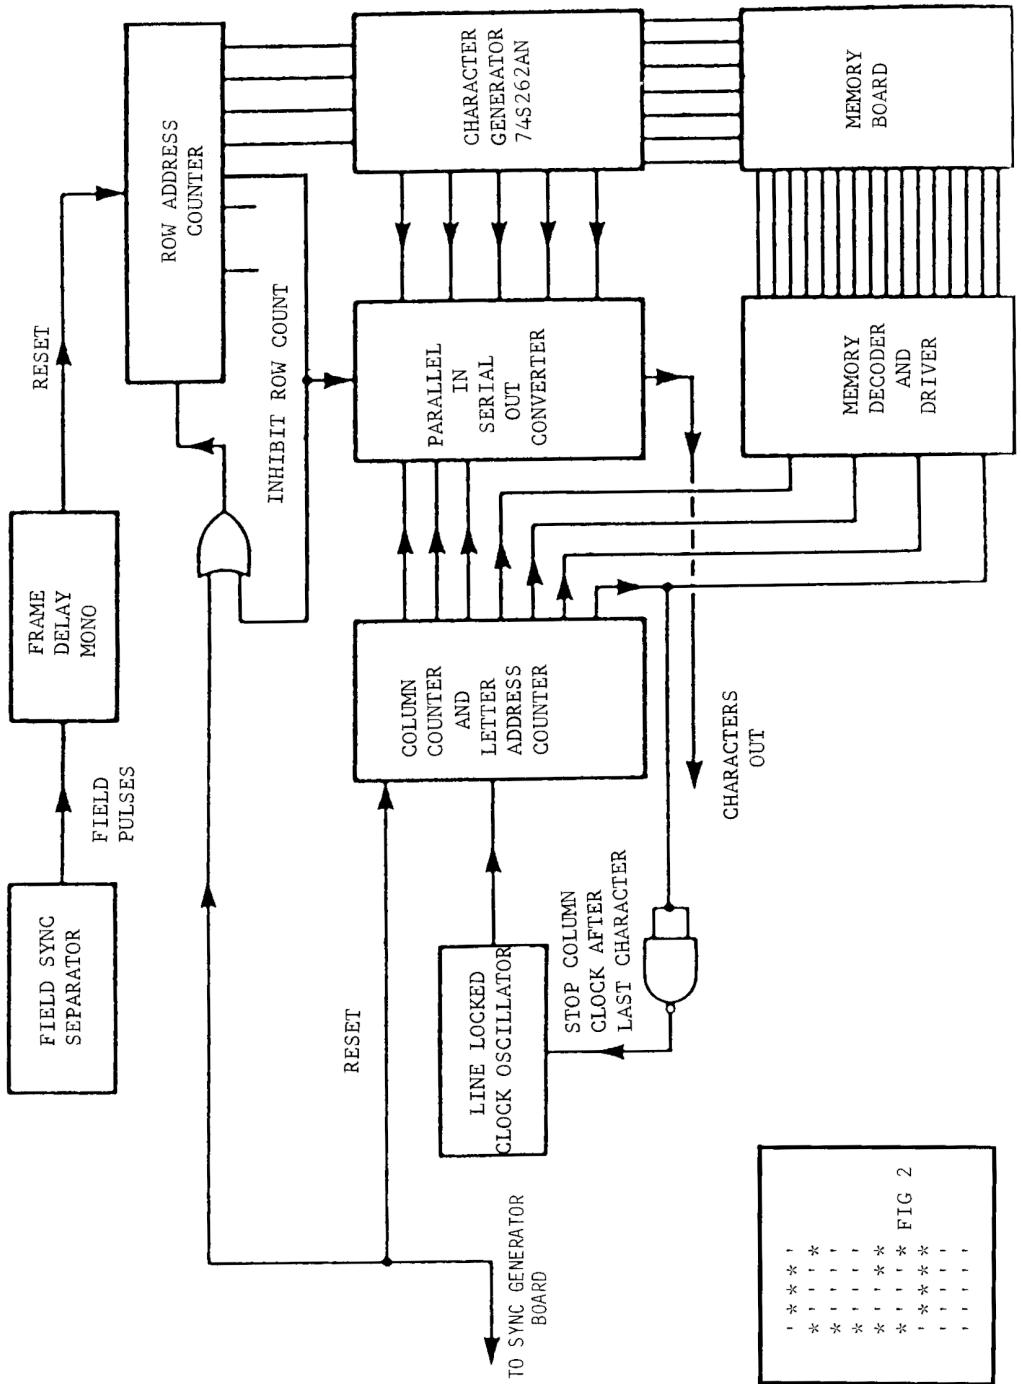 FIELD SYNC
SEPARATOR
FIELD
PULSES
FRAME
DELAY
MONO
RESET
ROW ADDRESS
COUNTER
INHIBIT ROW COUNT
RESET
TO SYNC GENERATOR
BOARD
LINE LOCKED
CLOCK OSCILLATOR
COLUMN
COUNTER
AND
LETTER
ADDRESS
COUNTER
PARALLEL
IN
SERIAL
OUT
CONVERTER
CHARACTER
GENERATOR
74S262AN
STOP COLUMN
CLOCK AFTER
LAST CHARACTER
CHARACTERS
OUT
MEMORY
DECODER
AND
DRIVER
MEMORY
BOARD
' * * * '
* ' ' ' *
* ' ' ' '
* ' ' ' '
* ' ' * *
* ' ' ' * FIG 2
' * * * *
' ' ' ' '
' ' ' ' '